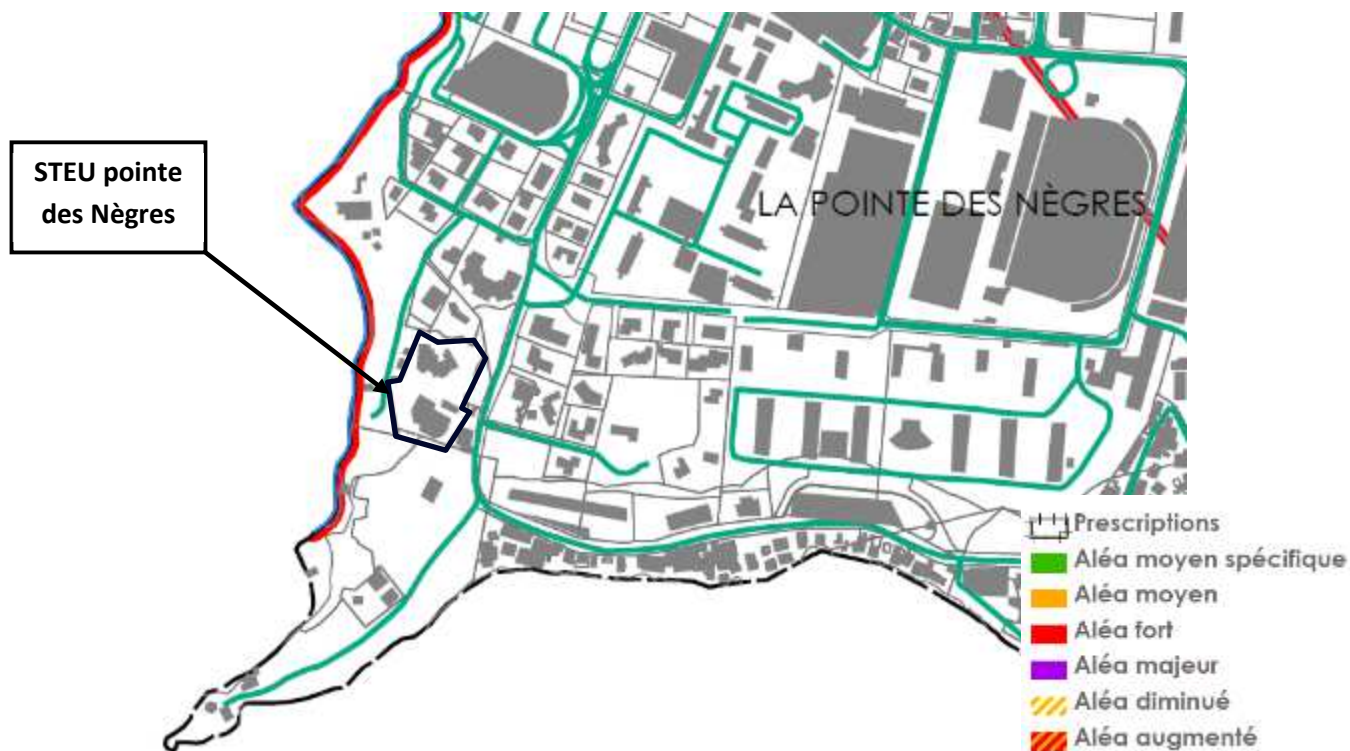 STEU pointe
des Nègres
LA POINTE DES NÈGRES
Prescriptions
Aléa moyen spécifique
Aléa moyen
Aléa fort
Aléa majeur
Aléa diminué
Aléa augmenté